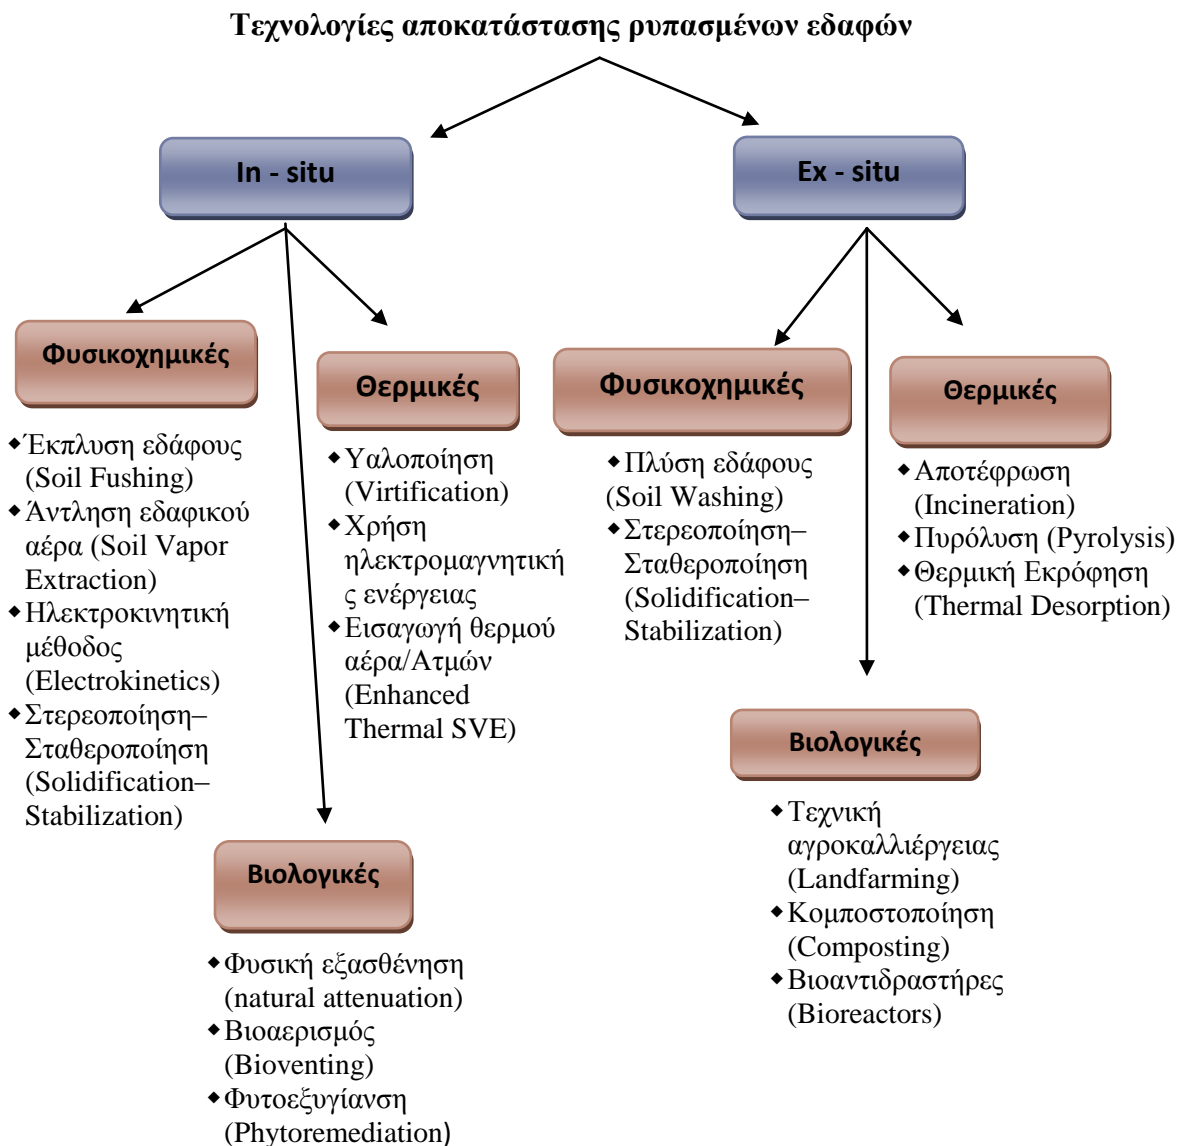 Τεχνολογίες αποκατάστασης ρυπασμένων εδαφών
In - situ
Ex - situ
Φυσικοχημικές
◆Έκπλυση εδάφους
(Soil Fushing)
◆Άντληση εδαφικού
αέρα (Soil Vapor
Extraction)
◆Ηλεκτροκινητική
μέθοδος
(Electrokinetics)
◆Στερεοποίηση–
Σταθεροποίηση
(Solidification–
Stabilization)
Θερμικές
◆Υαλοποίηση
(Virtification)
◆Χρήση
ηλεκτρομαγνητική
ς ενέργειας
◆Εισαγωγή θερμού
αέρα/Ατμών
(Enhanced
Thermal SVE)
Βιολογικές
◆Φυσική εξασθένηση
(natural attenuation)
◆Βιοαερισμός
(Bioventing)
◆Φυτοεξυγίανση
(Phytoremediation)
Φυσικοχημικές
◆Πλύση εδάφους
(Soil Washing)
◆Στερεοποίηση–
Σταθεροποίηση
(Solidification–
Stabilization)
Θερμικές
◆Αποτέφρωση
(Incineration)
◆Πυρόλυση (Pyrolysis)
◆Θερμική Εκρόφηση
(Thermal Desorption)
Βιολογικές
◆Τεχνική
αγροκαλλιέργειας
(Landfarming)
◆Κομποστοποίηση
(Composting)
◆Βιοαντιδραστήρες
(Bioreactors)